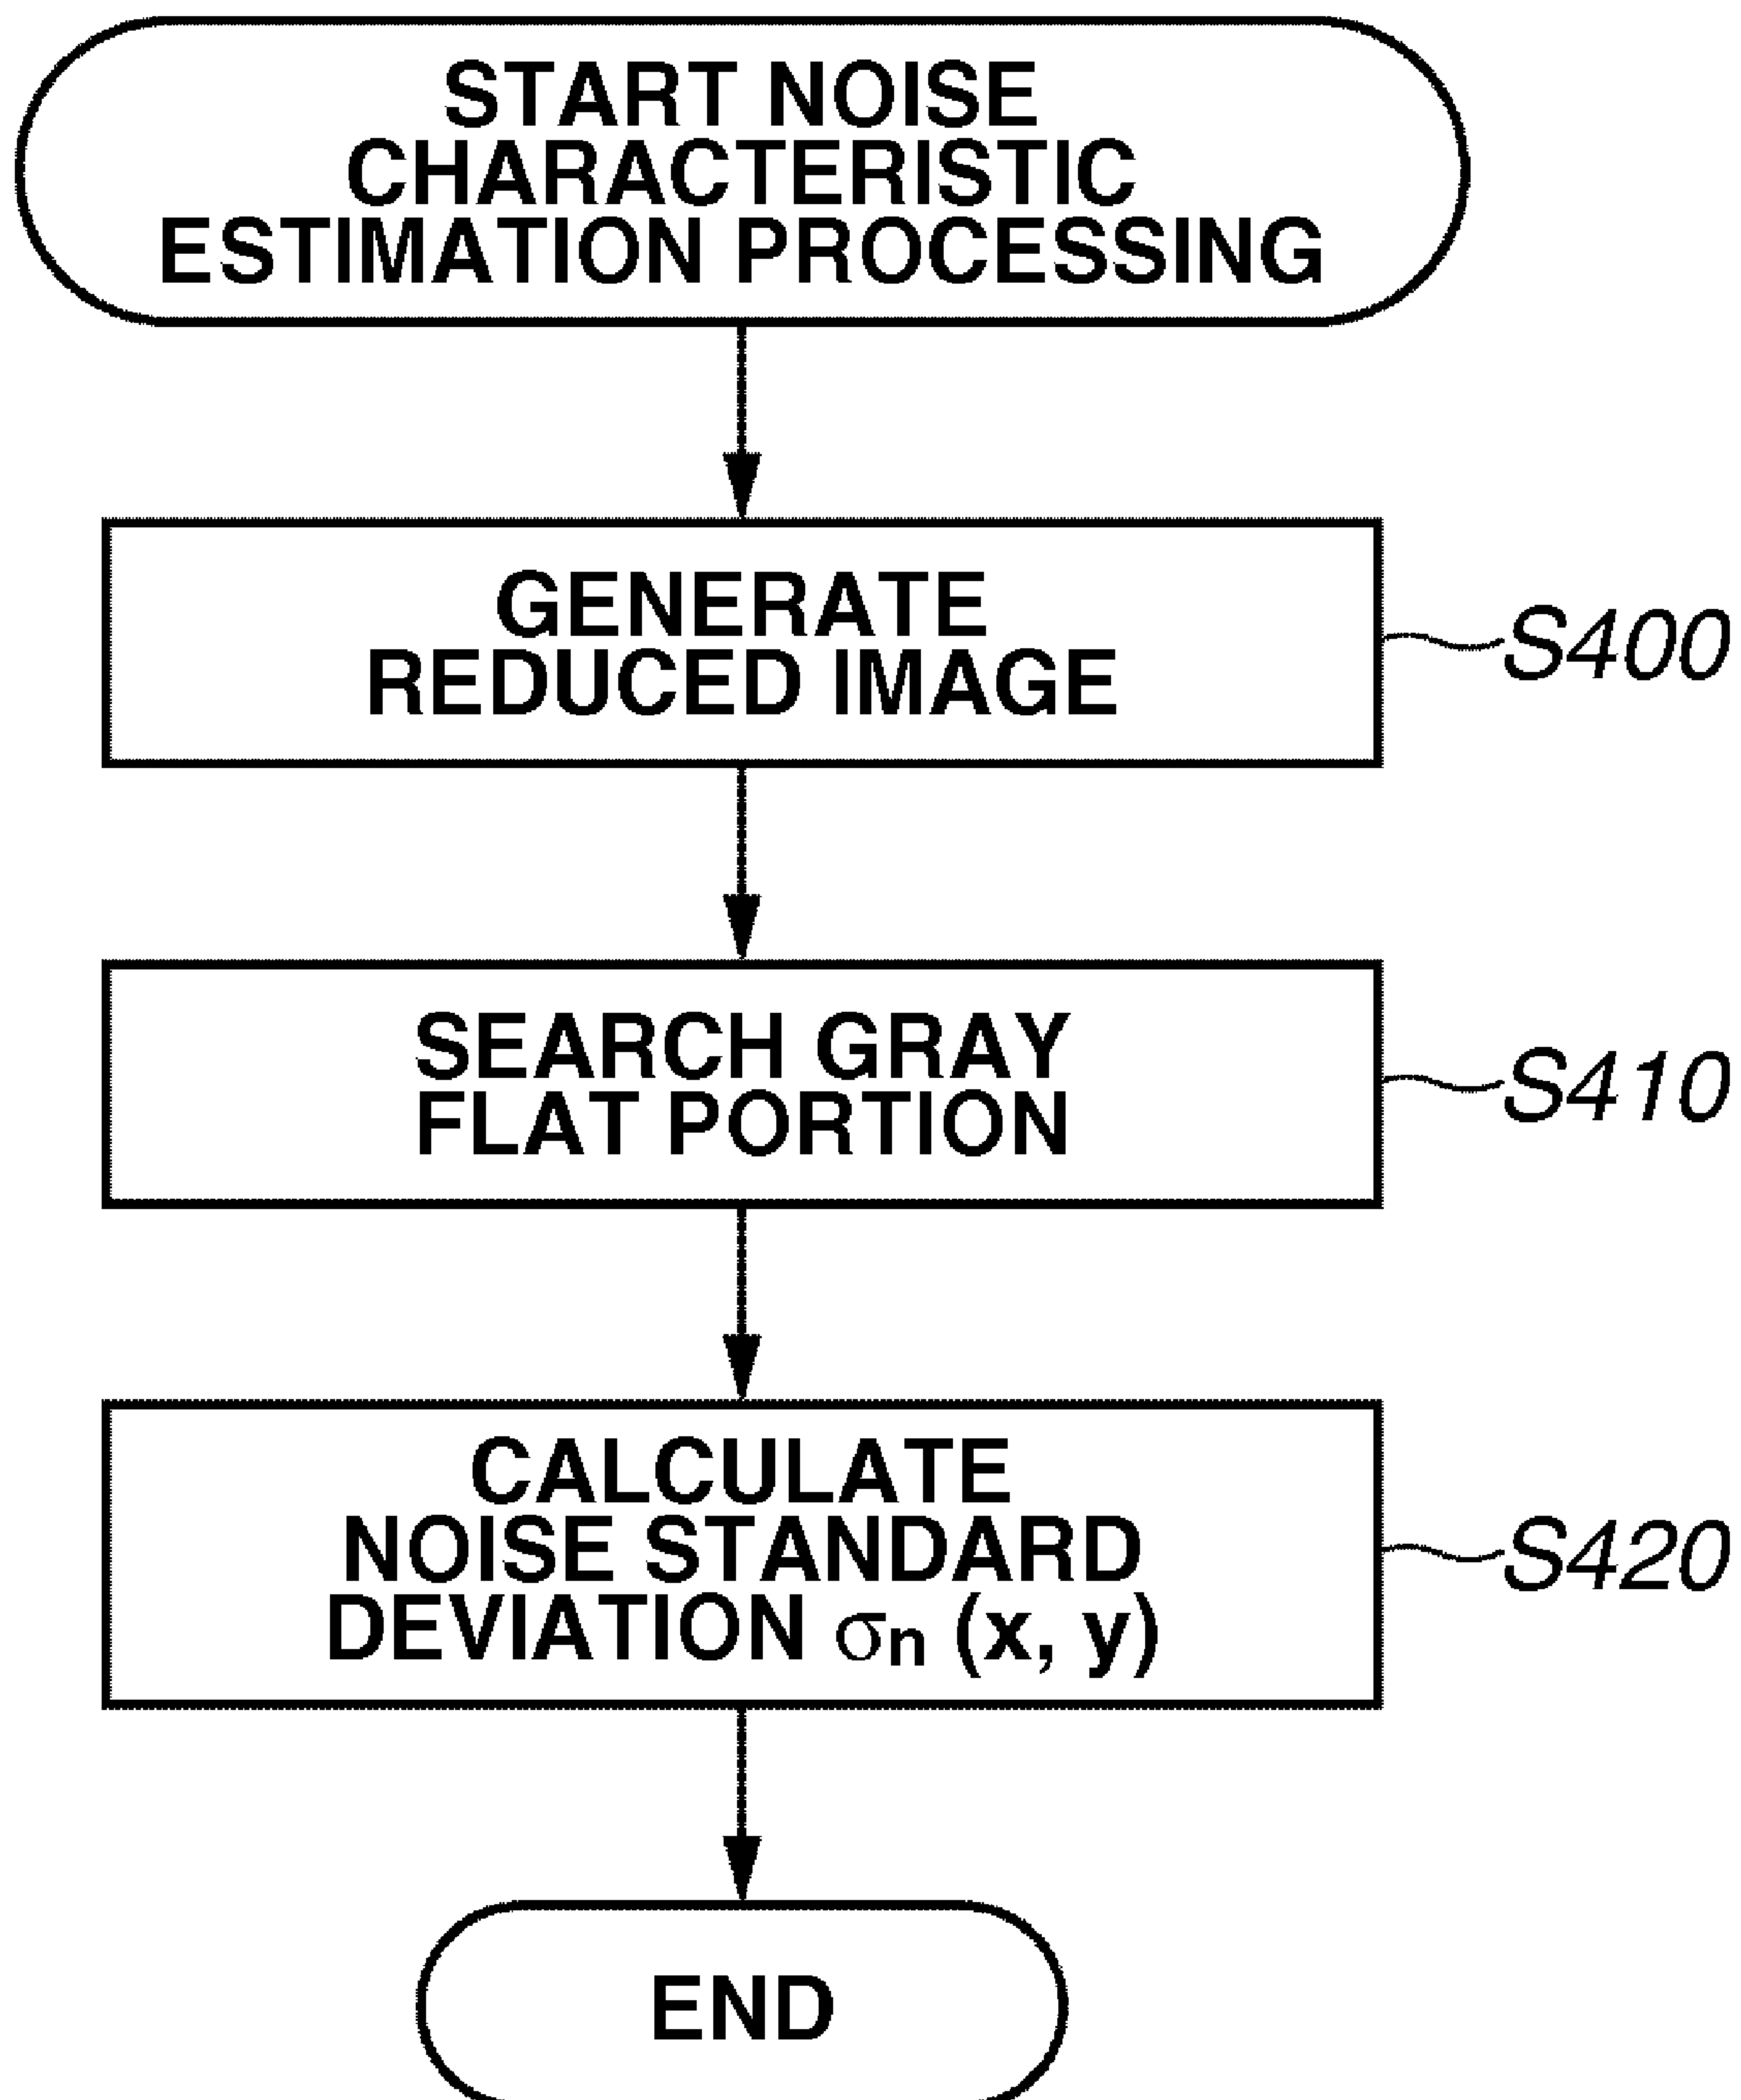 START NOISE
CHARACTERISTIC
ESTIMATION PROCESSING
GENERATE
REDUCED IMAGE
S400
SEARCH GRAY
FLAT PORTION
S410
CALCULATE
NOISE STANDARD
DEVIATION σn (x, y)
S420
END